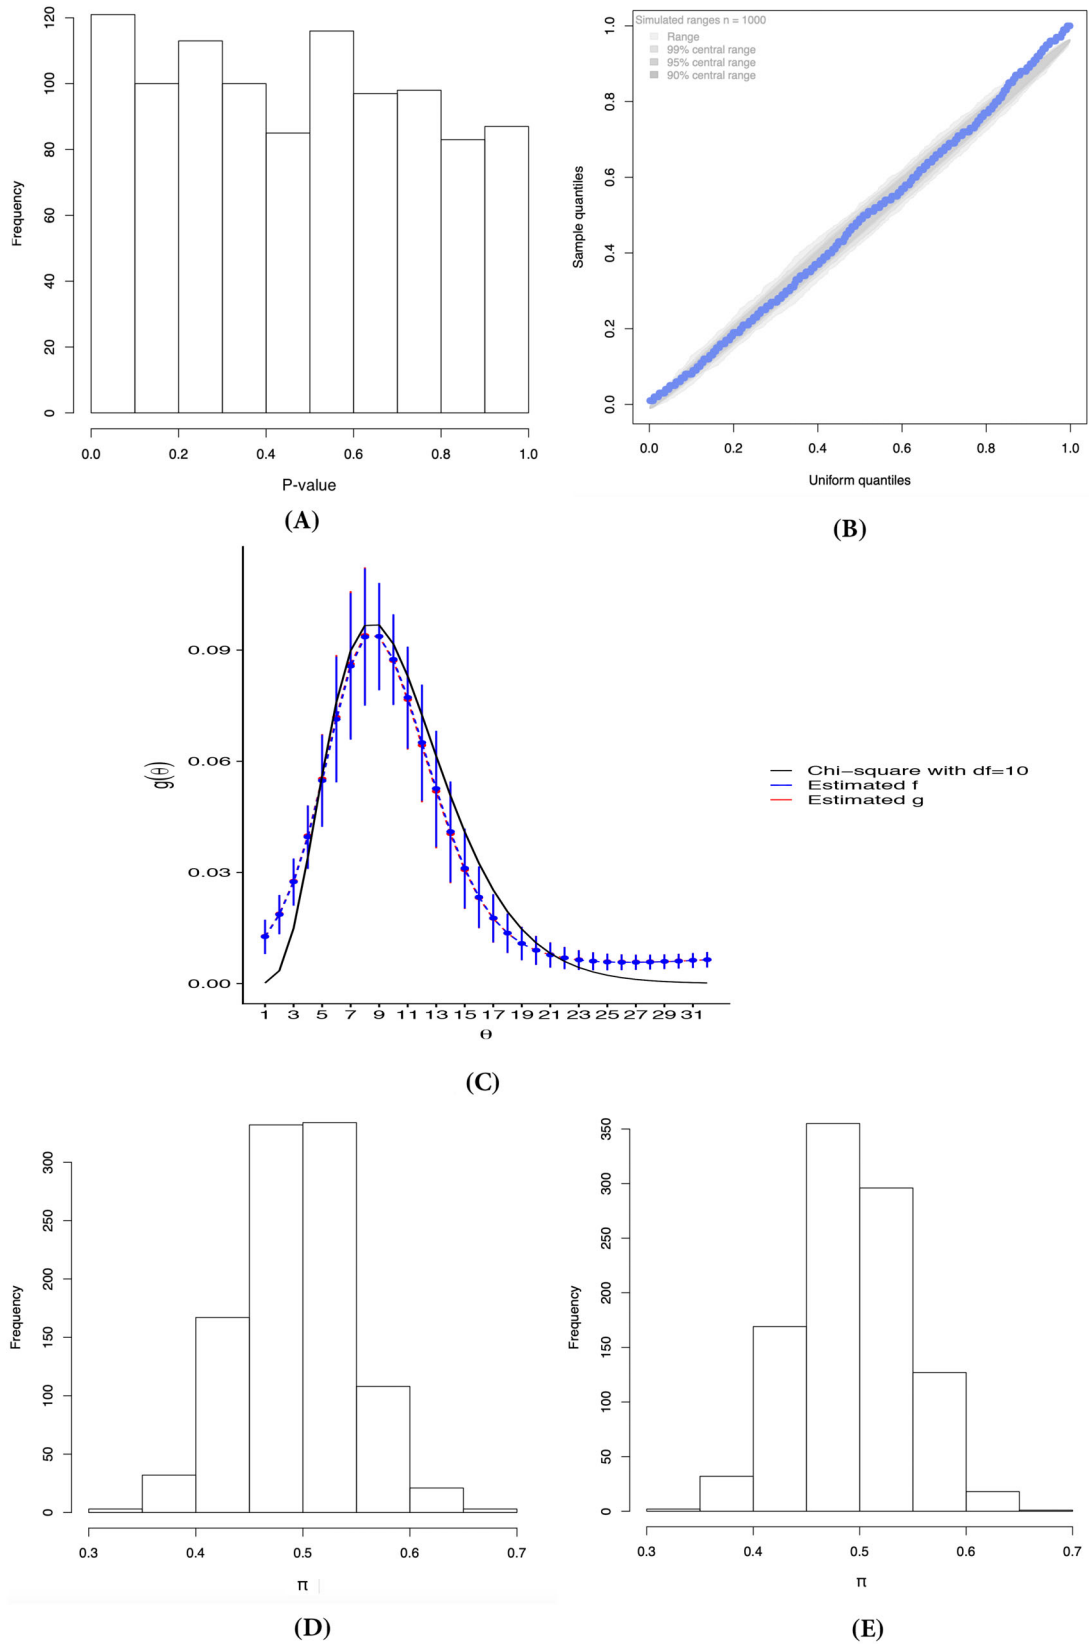 120
100
80
60
40
20
0
Frequency
0.0 0.2 0.4 0.6 0.8 1.0
P-value
(A)
Simulated ranges n = 1000
Range
99% central range
95% central range
90% central range
1.0
0.8
0.6
0.4
0.2
0.0
Sample quantiles
0.0 0.2 0.4 0.6 0.8 1.0
Uniform quantiles
(B)
0.09
0.06
0.03
0.00
g(θ)
1 3 5 7 9 11 13 15 17 19 21 23 25 27 29 31
θ
Chi-square with df=10
Estimated f
Estimated g
(C)
300
250
200
150
100
50
0
Frequency
0.3 0.4 0.5 0.6 0.7
π
(D)
350
300
250
200
150
100
50
0
Frequency
0.3 0.4 0.5 0.6 0.7
π
(E)